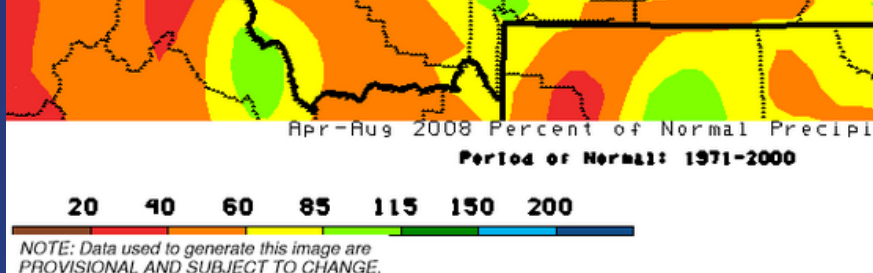 Apr-Aug 2008 Percent of Normal Precipi
Period of Normal: 1971-2000
20 40 60 85 115 150 200
NOTE: Data used to generate this image are
PROVISIONAL AND SUBJECT TO CHANGE.